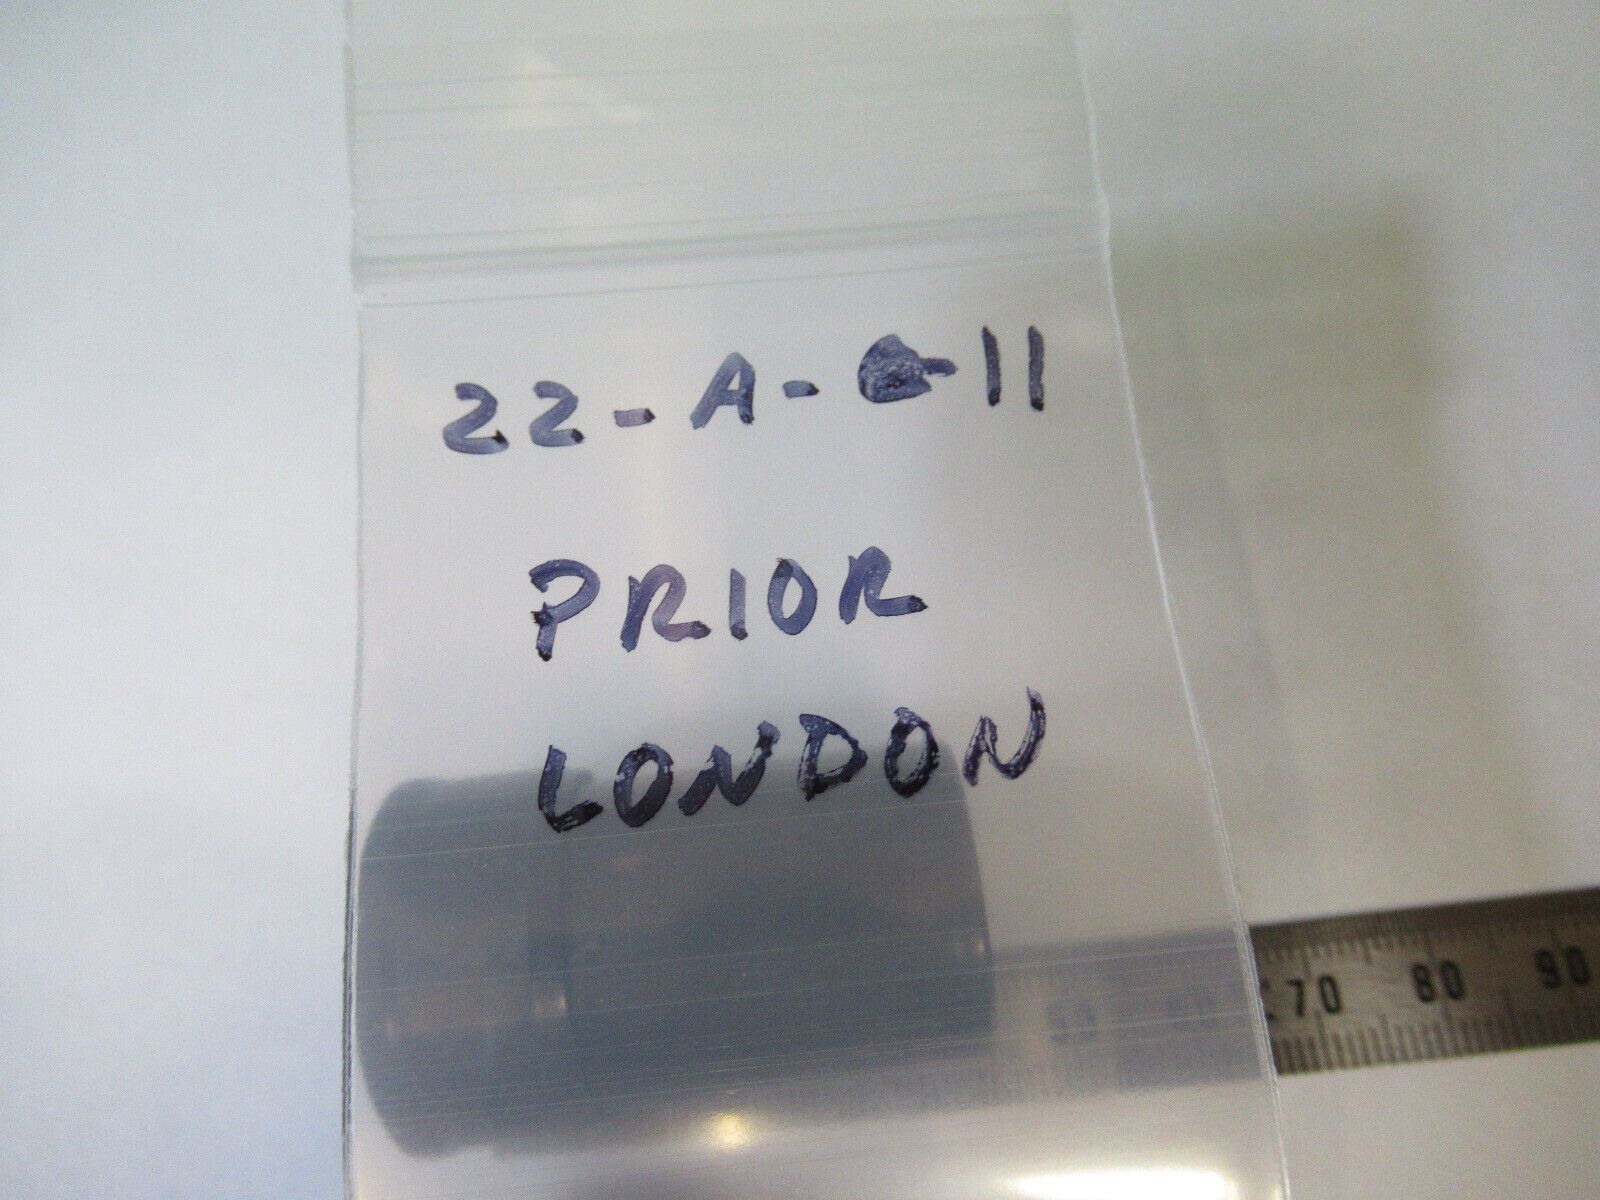 22-A- -11
PRIOR
LONDON
70 80 90